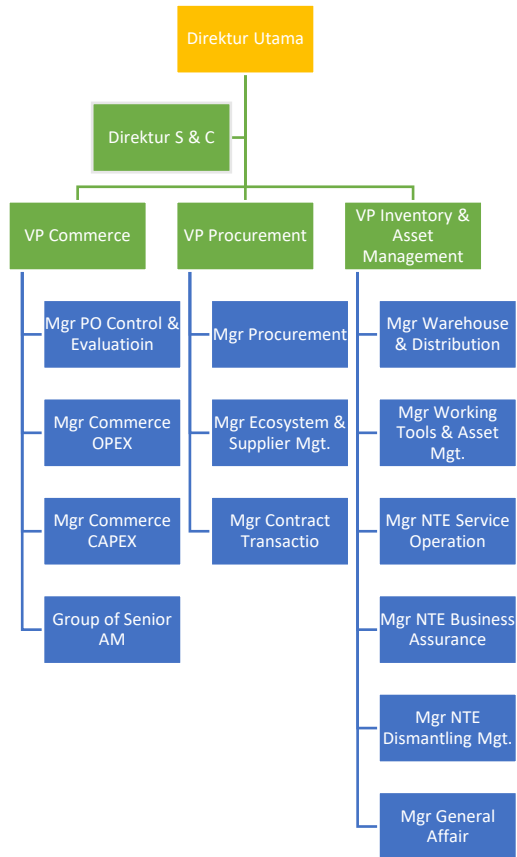 Direktur Utama
Direktur S & C
VP Commerce
VP Procurement
VP Inventory &
Asset
Management
Mgr PO Control &
Evaluatioin
Mgr Commerce
OPEX
Mgr Commerce
CAPEX
Group of Senior
AM
Mgr Procurement
Mgr Ecosystem &
Supplier Mgt.
Mgr Contract
Transactio
Mgr Warehouse
& Distribution
Mgr Working
Tools & Asset
Mgt.
Mgr NTE Service
Operation
Mgr NTE Business
Assurance
Mgr NTE
Dismantling Mgt.
Mgr General
Affair